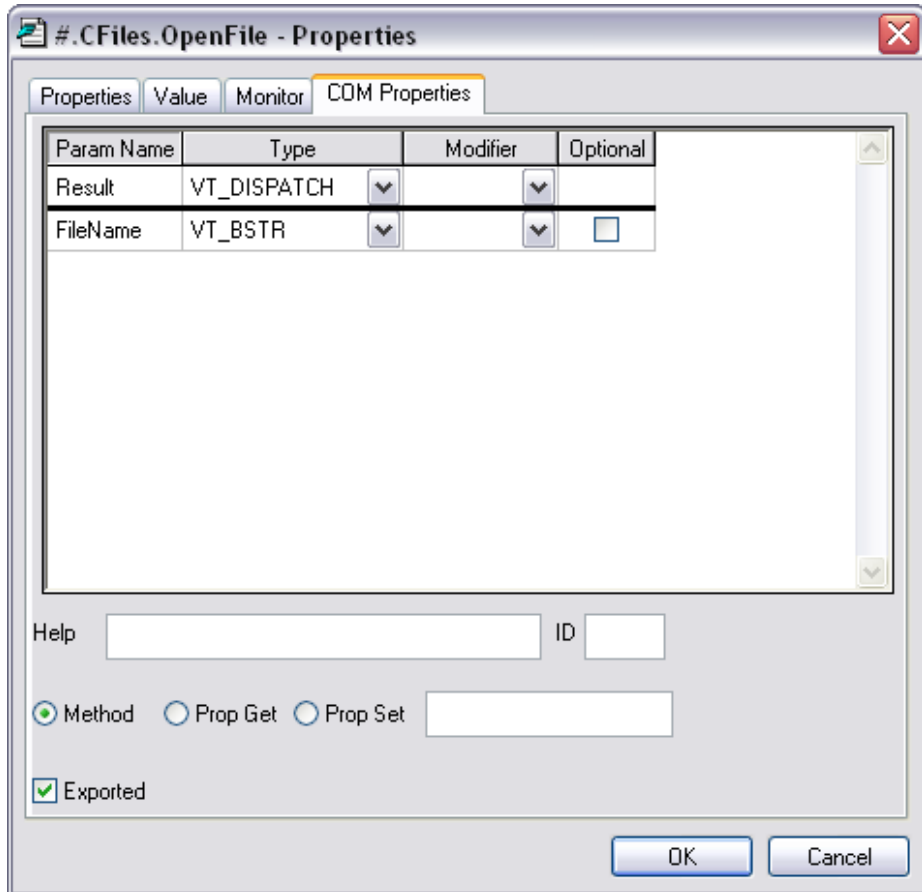 #.CFiles.OpenFile - Properties
Properties Value Monitor COM Properties
Param Name Type Modifier Optional
Result VT_DISPATCH
FileName VT_BSTR
Help ID
Method Prop Get Prop Set
Exported
OK Cancel